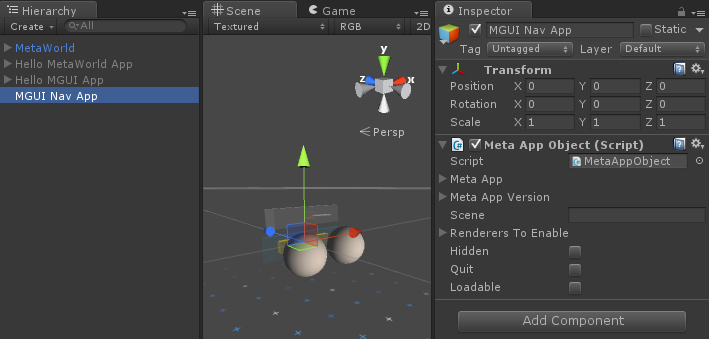 Hierarchy
Create
All
MetaWorld
Hello MetaWorld App
Hello MGUI App
MGUI Nav App
Scene
Game
Textured
RGB
2D
y
z
x
Persp
Inspector
MGUI Nav App
Static
Tag Untagged Layer Default
Transform
Position X 0 Y 0 Z 0
Rotation X 0 Y 0 Z 0
Scale X 1 Y 1 Z 1
Meta App Object (Script)
Script MetaAppObject
Meta App
Meta App Version
Scene
Renderers To Enable
Hidden
Quit
Loadable
Add Component